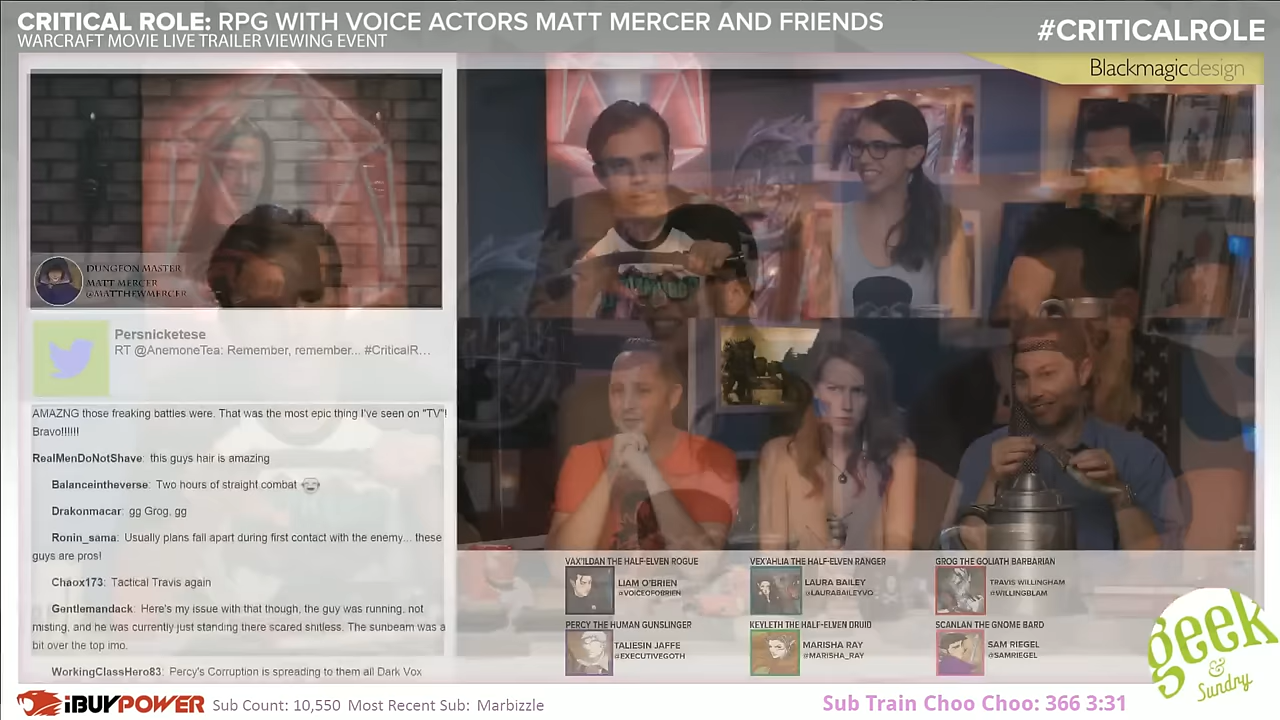 CRITICAL ROLE: RPG WITH VOICE ACTORS MATT MERCER AND FRIENDS
WARCRAFT MOVIE LIVE TRAILER VIEWING EVENT
#CRITICALROLE
Blackmagicdesign
DUNGEON MASTER
MATT MERCER
@MATTHEWMERCER
Persnicketese
RT @AnemoneTea: Remember, remember... #CriticalR...
AMAZNG those freaking battles were. That was the most epic thing I've seen on "TV"!
Bravo!!!!!!
RealMenDoNotShave: this guys hair is amazing
Balanceintheverse: Two hours of straight combat
Drakonmacar: gg Grog, gg
Ronin_sama: Usually plans fall apart during first contact with the enemy... these
guys are pros!
Chaox173: Tactical Travis again
Gentlemandack: Here's my issue with that though, the guy was running, not
misting, and he was currently just standing there scared shitless. The sunbeam was a
bit over the top imo.
WorkingClassHero83: Percy's Corruption is spreading to them all Dark Vox
VAX'ILDAN THE HALF-ELVEN ROGUE
LIAM O'BRIEN
@VOICEOFOBRIEN
VEX'AHLIA THE HALF-ELVEN RANGER
LAURA BAILEY
@LAURABAILEYVO
GROG THE GOLIATH BARBARIAN
TRAVIS WILLINGHAM
@WILLINGBLAM
PERCY THE HUMAN GUNSLINGER
TALIESIN JAFFE
@EXECUTIVEGOTH
KEYLETH THE HALF-ELVEN DRUID
MARISHA RAY
@MARISHA_RAY
SCANLAN THE GNOME BARD
SAM RIEGEL
@SAMRIEGEL
geek
&
Sundry
iBUYPOWER
Sub Count: 10,550 Most Recent Sub: Marbizzle
Sub Train Choo Choo: 366 3:31